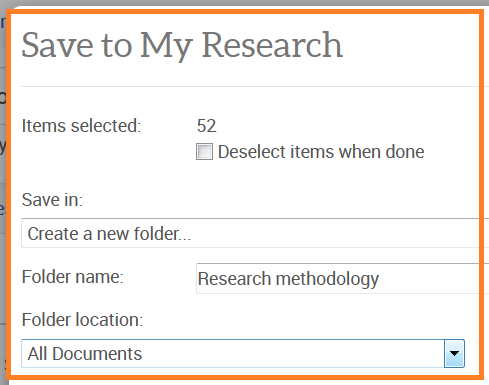 Save to My Research
Items selected: 52
Deselect items when done
Save in:
Create a new folder...
Folder name: Research methodology
Folder location:
All Documents